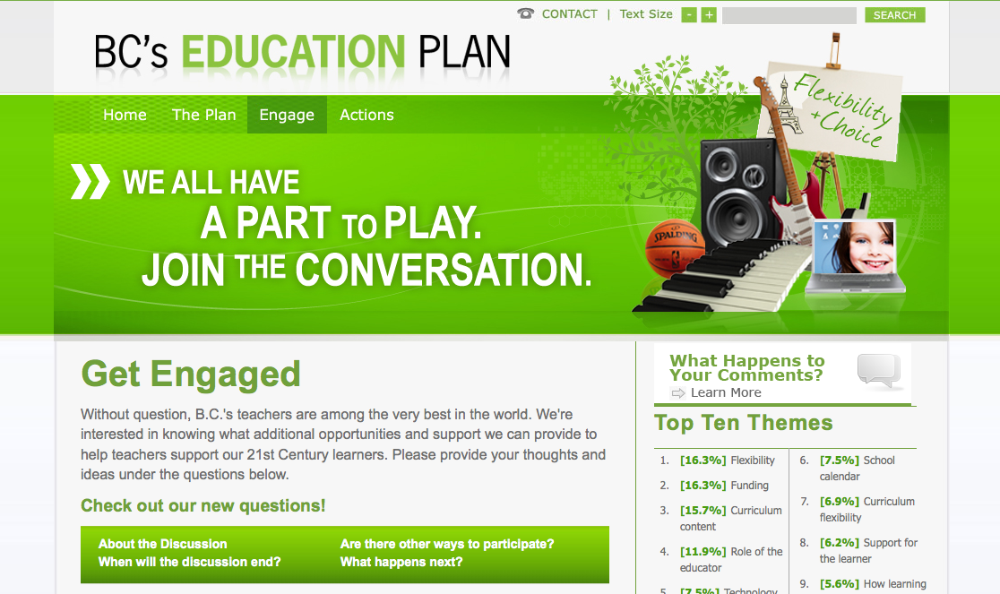 CONTACT | Text Size - + SEARCH
BC's EDUCATION PLAN
Home The Plan Engage Actions
Flexibility
+Choice
WE ALL HAVE
A PART TO PLAY.
JOIN THE CONVERSATION.
SPALDING
Get Engaged
Without question, B.C.'s teachers are among the very best in the world. We're
interested in knowing what additional opportunities and support we can provide to
help teachers support our 21st Century learners. Please provide your thoughts and
ideas under the questions below.
Check out our new questions!
About the Discussion
When will the discussion end?
Are there other ways to participate?
What happens next?
What Happens to
Your Comments?
Learn More
Top Ten Themes
1. [16.3%] Flexibility
2. [16.3%] Funding
3. [15.7%] Curriculum
content
4. [11.9%] Role of the
educator
5. [7.5%] Technology
6. [7.5%] School
calendar
7. [6.9%] Curriculum
flexibility
8. [6.2%] Support for
the learner
9. [5.6%] How learning